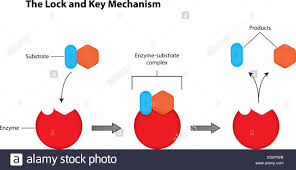 The Lock and Key Mechanism
Products
Enzyme-substrate
complex
Substrate
Enzyme
alamy stock photo